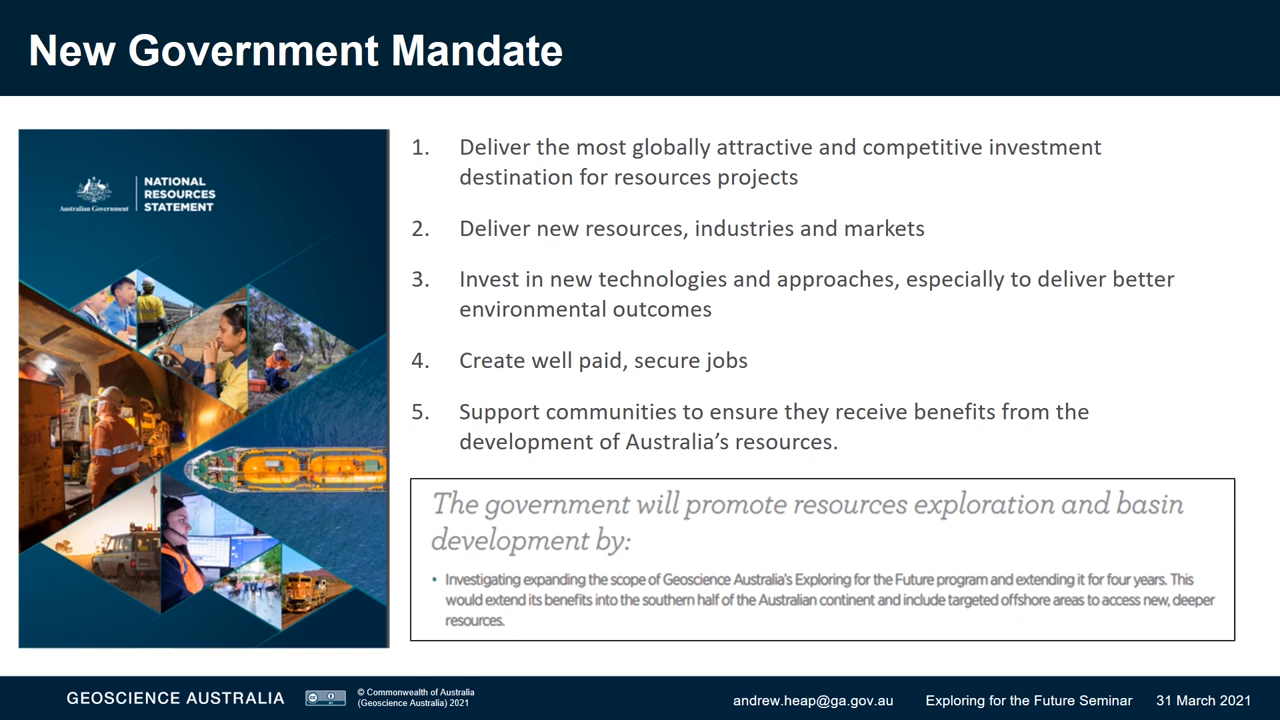 New Government Mandate
Australian Government
NATIONAL
RESOURCES
STATEMENT
1. Deliver the most globally attractive and competitive investment
destination for resources projects
2. Deliver new resources, industries and markets
3. Invest in new technologies and approaches, especially to deliver better
environmental outcomes
4. Create well paid, secure jobs
5. Support communities to ensure they receive benefits from the
development of Australia’s resources.
The government will promote resources exploration and basin
development by:
• Investigating expanding the scope of Geoscience Australia's Exploring for the Future program and extending it for four years. This
would extend its benefits into the southern half of the Australian continent and include targeted offshore areas to access new, deeper
resources.
GEOSCIENCE AUSTRALIA
cc
BY
© Commonwealth of Australia
(Geoscience Australia) 2021
andrew.heap@ga.gov.au
Exploring for the Future Seminar
31 March 2021